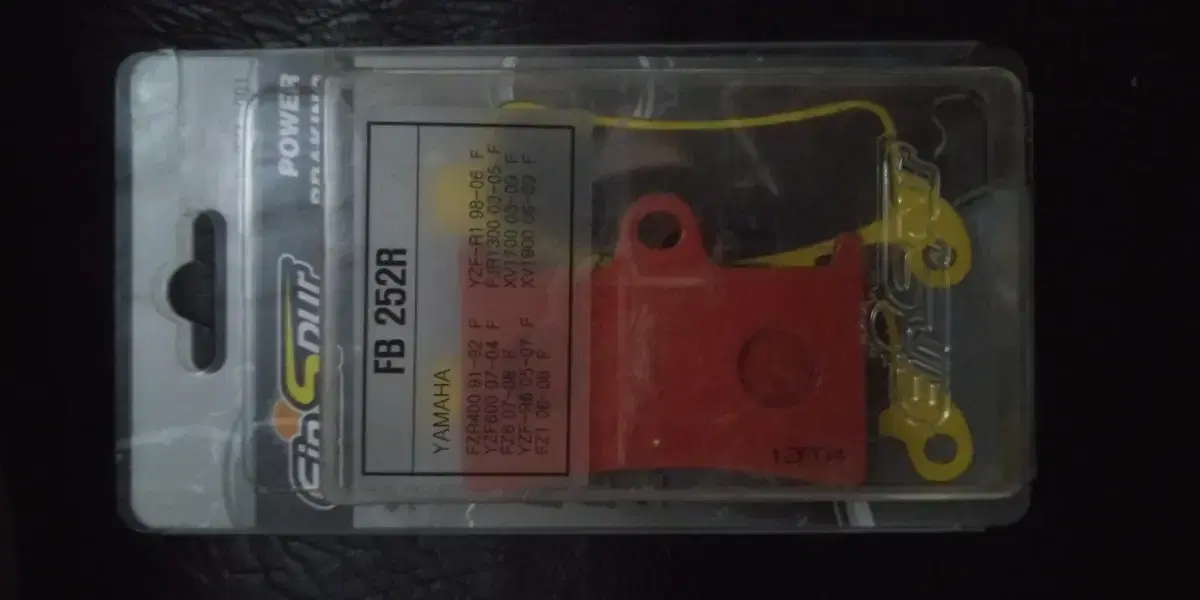 POWER
FB 252R
YAMAHA
FZR400 91-92 F
YZF600 97-04 F
FZ6 07-08 F
YZF-R6 05-07 F
FZ1 06-08 F
YZF-R1 98-06 F
FJR1300 03-05 F
XV1700 03-09 F
XV1900 06-09 F